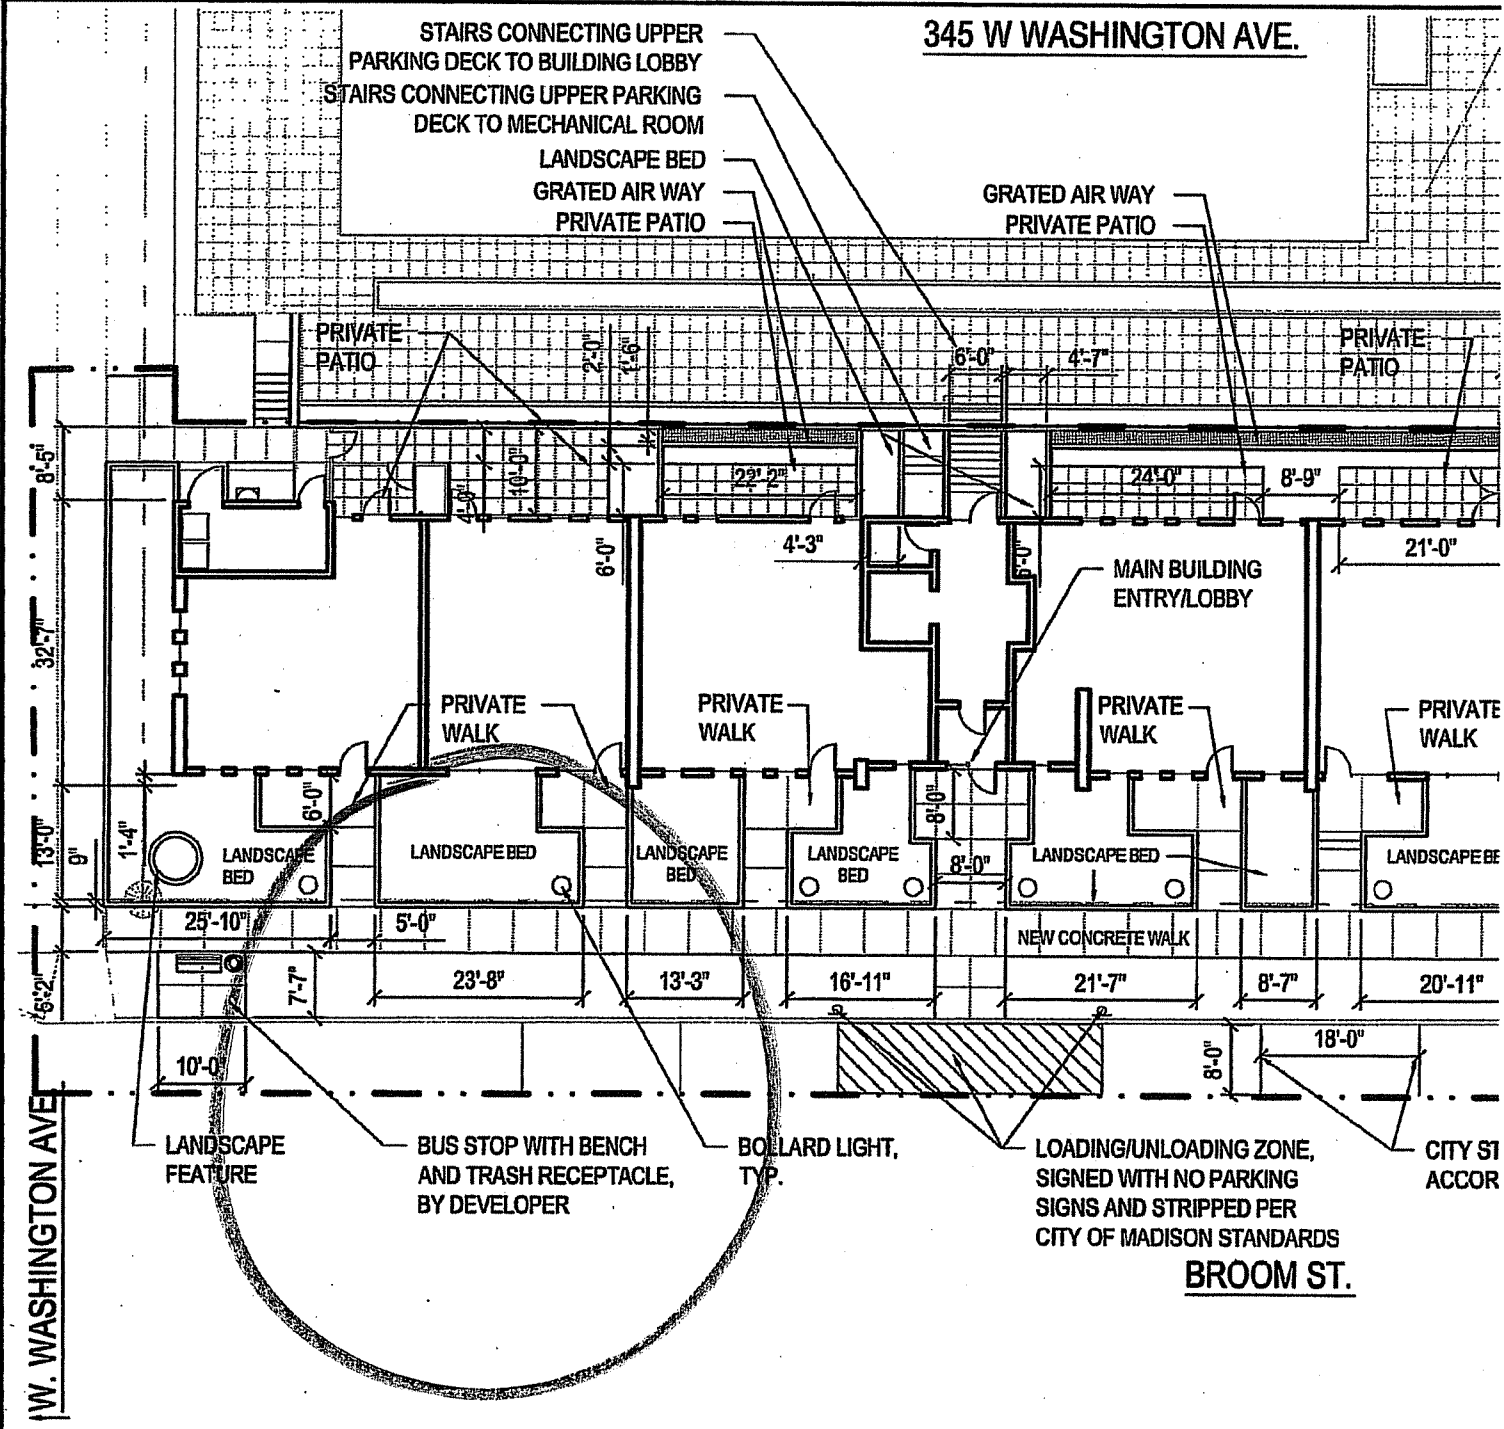 345 W WASHINGTON AVE.
STAIRS CONNECTING UPPER
PARKING DECK TO BUILDING LOBBY
STAIRS CONNECTING UPPER PARKING
DECK TO MECHANICAL ROOM
LANDSCAPE BED
GRATED AIR WAY
PRIVATE PATIO
GRATED AIR WAY
PRIVATE PATIO
PRIVATE
PATIO
2'-0"
1'-6"
6'-0"
4'-7"
PRIVATE
PATIO
8'-5"
4'-0"
10'-0"
22'-2"
24'-0"
8'-9"
6'-0"
4'-3"
21'-0"
MAIN BUILDING
ENTRY/LOBBY
32'-7"
PRIVATE
WALK
PRIVATE
WALK
PRIVATE
WALK
PRIVATE
WALK
6'-0"
8'-0"
13'-0"
9"
1'-4"
LANDSCAPE
BED
LANDSCAPE BED
LANDSCAPE
BED
LANDSCAPE
BED
8'-0"
LANDSCAPE BED
LANDSCAPE BE
25'-10"
5'-0"
NEW CONCRETE WALK
6'-2"
7'-7"
23'-8"
13'-3"
16'-11"
21'-7"
8'-7"
20'-11"
10'-0"
8'-0"
18'-0"
LANDSCAPE
FEATURE
BUS STOP WITH BENCH
AND TRASH RECEPTACLE,
BY DEVELOPER
BOLLARD LIGHT,
TYP.
LOADING/UNLOADING ZONE,
SIGNED WITH NO PARKING
SIGNS AND STRIPPED PER
CITY OF MADISON STANDARDS
CITY ST
ACCOR
BROOM ST.
W. WASHINGTON AVE